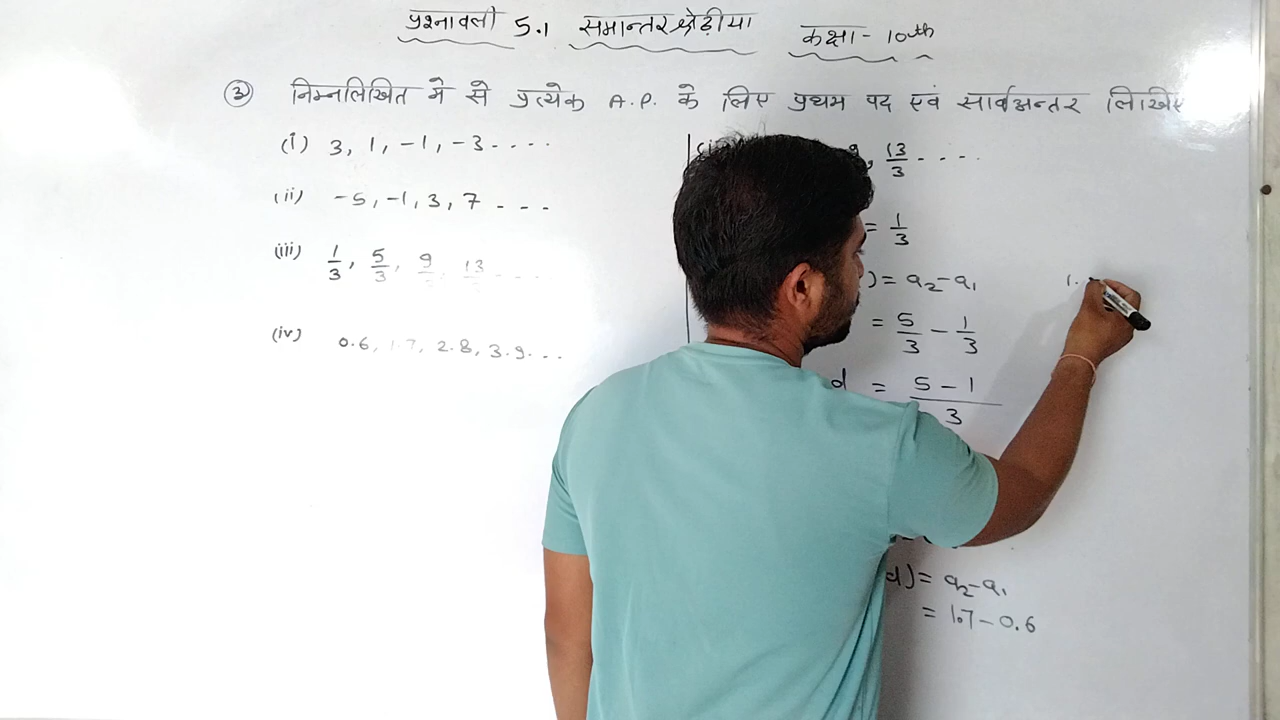 प्रश्नावली 5.1 समान्तर श्रेढ़ीया कक्षा - 10th
③ निम्नलिखित मे से प्रत्येक A.P. के लिए प्रथम पद एवं सार्वअन्तर लिखिए
(i) 3, 1, -1, -3 ....
(ii) -5, -1, 3, 7 ---
(iii) 1/3, 5/3, 9, 13 ....
(iv) 0.6, 1.7, 2.8, 3.9...
13/3 ----
= 1/3
) = a₂-a₁
= 5/3 - 1/3
d = 5-1/3
d) = a₂-a₁
= 1.7-0.6
1.